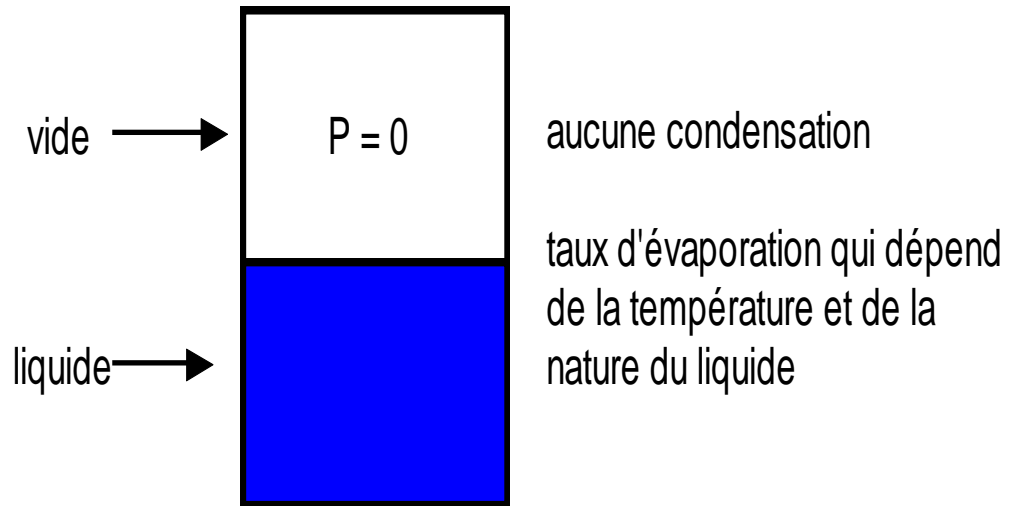 vide
P = 0
aucune condensation
taux d'évaporation qui dépend
de la température et de la
nature du liquide
liquide